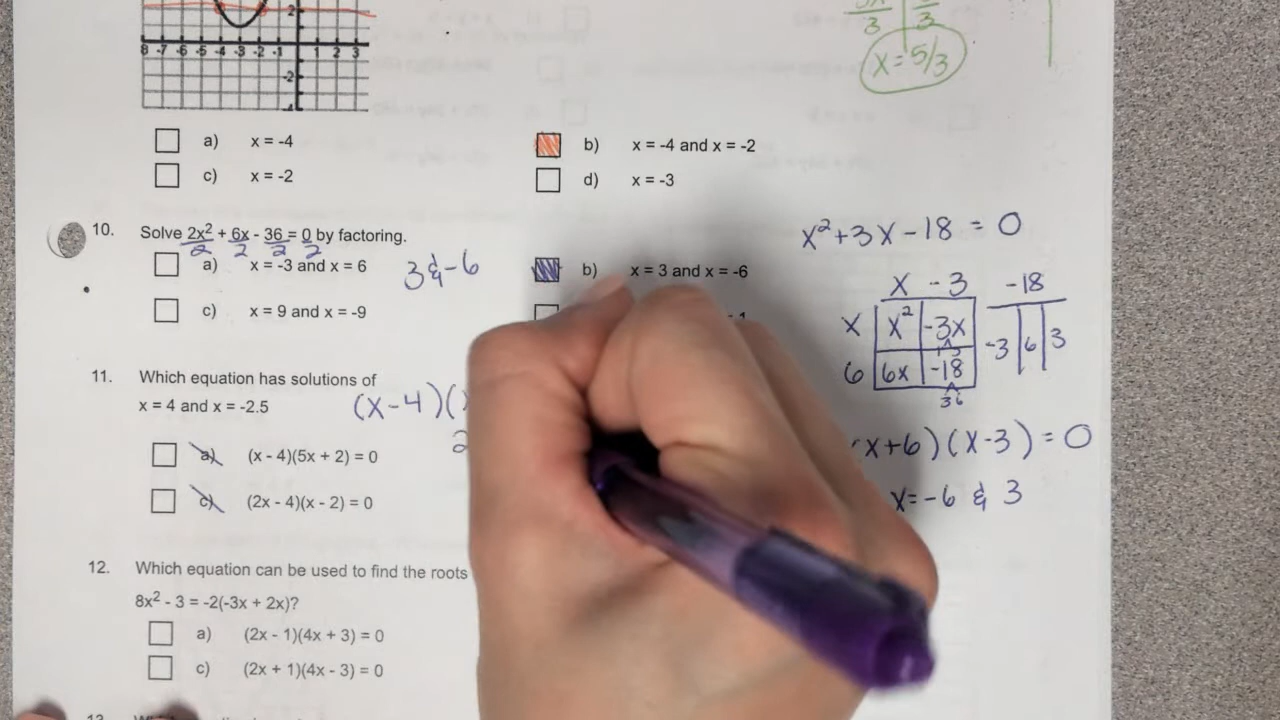 2
8 -7 -6 -5 -4 -3 -2 -1 1 2 3
-2
3 3
x = 5/3
a) x = -4
b) x = -4 and x = -2
c) x = -2
d) x = -3
10. Solve 2x² + 6x - 36 = 0 by factoring.
2 2 2 2
x²+3x-18 = 0
a) x = -3 and x = 6
3 & -6
b) x = 3 and x = -6
c) x = 9 and x = -9
x - 3 -18
x x² -3x -3 6 3
6 6x -18
36
(x+6)(x-3) = 0
x = -6 & 3
11. Which equation has solutions of
x = 4 and x = -2.5
(x-4)(
2
a) (x - 4)(5x + 2) = 0
c) (2x - 4)(x - 2) = 0
12. Which equation can be used to find the roots
8x² - 3 = -2(-3x + 2x)?
a) (2x - 1)(4x + 3) = 0
c) (2x + 1)(4x - 3) = 0